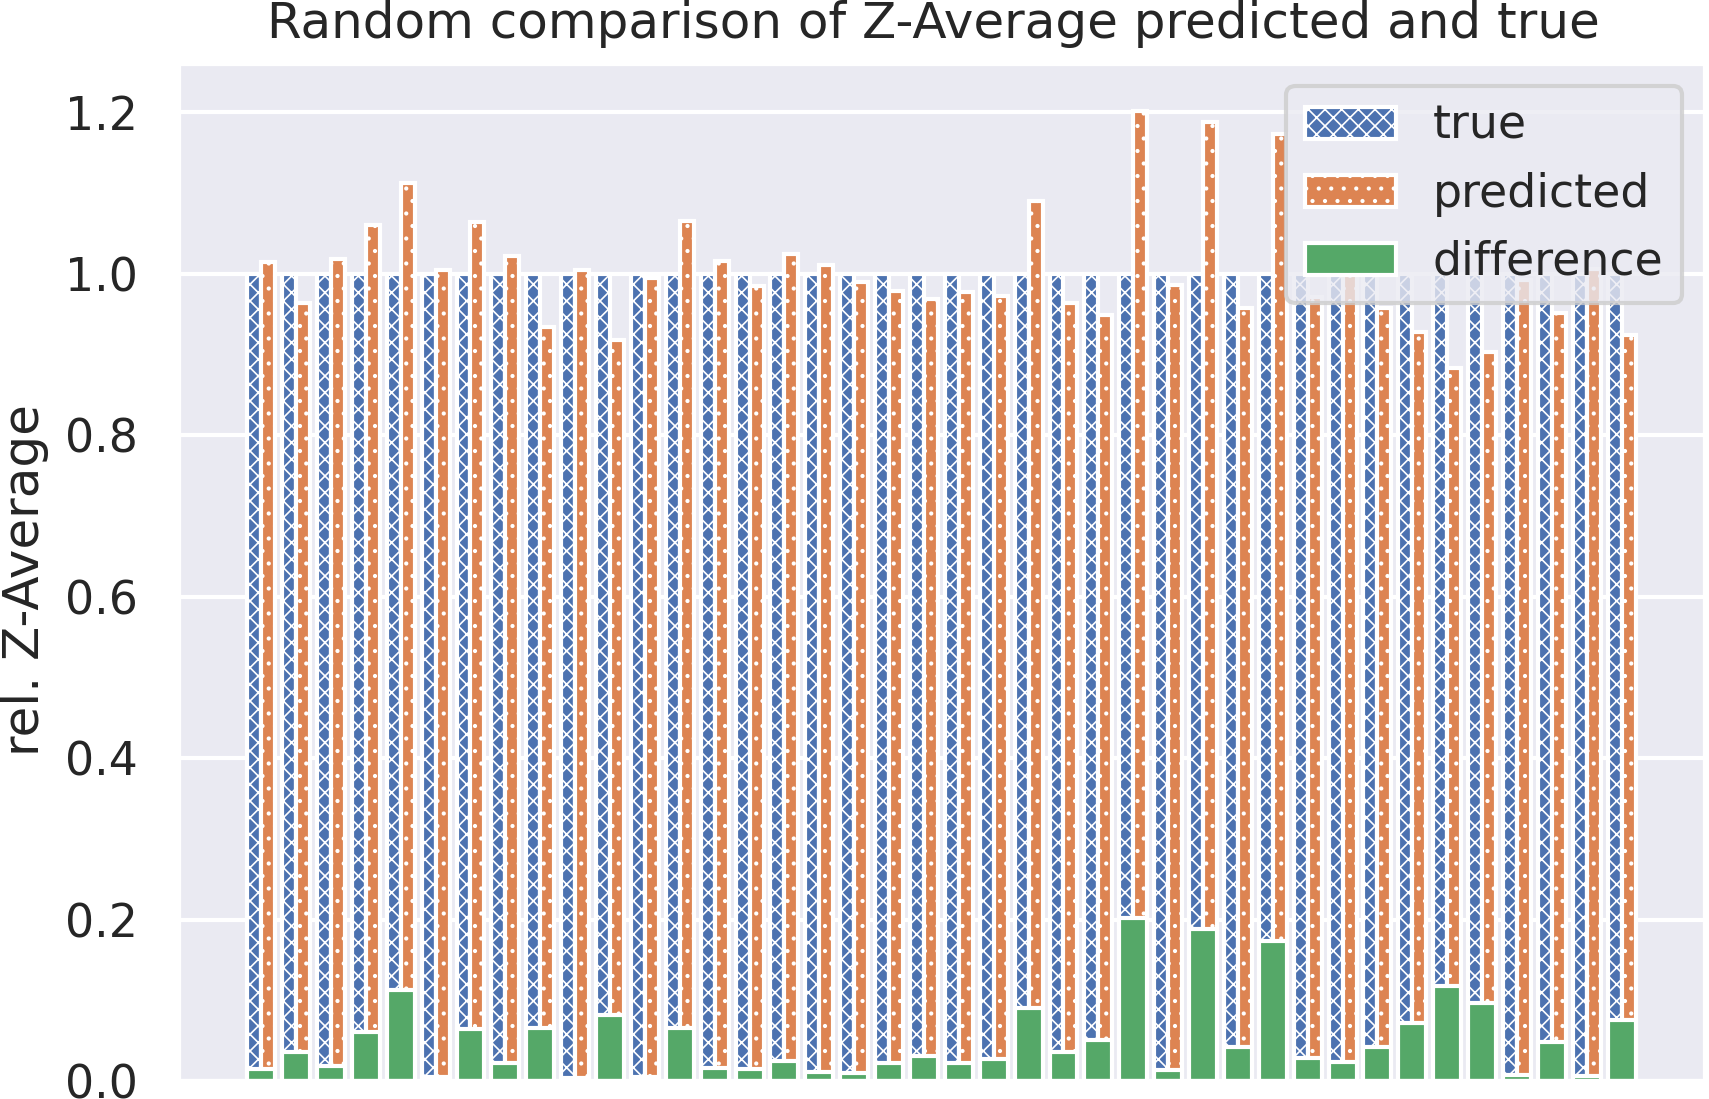 Random comparison of Z-Average predicted and true
rel. Z-Average
1.2
1.0
0.8
0.6
0.4
0.2
0.0
true
predicted
difference